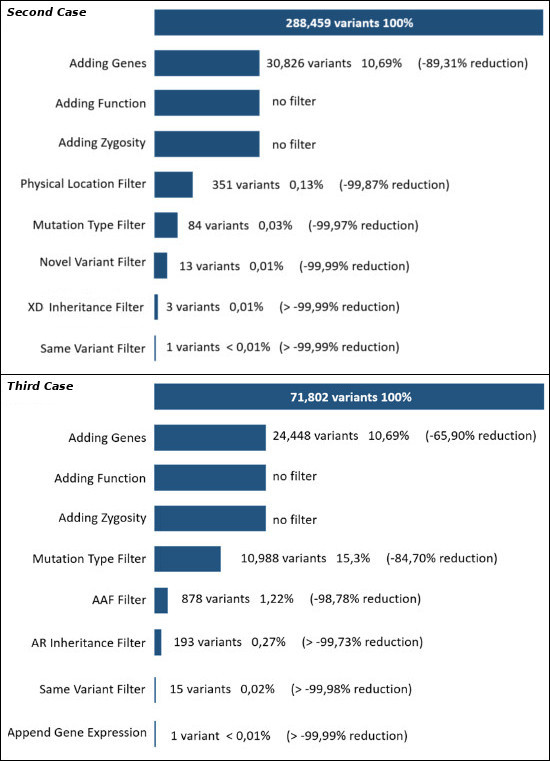 Second Case
288,459 variants 100%
Adding Genes 30,826 variants 10,69% (-89,31% reduction)
Adding Function no filter
Adding Zygosity no filter
Physical Location Filter 351 variants 0,13% (-99,87% reduction)
Mutation Type Filter 84 variants 0,03% (-99,97% reduction)
Novel Variant Filter 13 variants 0,01% (-99,99% reduction)
XD Inheritance Filter 3 variants 0,01% (> -99,99% reduction)
Same Variant Filter 1 variants < 0,01% (> -99,99% reduction)
Third Case
71,802 variants 100%
Adding Genes 24,448 variants 10,69% (-65,90% reduction)
Adding Function no filter
Adding Zygosity no filter
Mutation Type Filter 10,988 variants 15,3% (-84,70% reduction)
AAF Filter 878 variants 1,22% (-98,78% reduction)
AR Inheritance Filter 193 variants 0,27% (> -99,73% reduction)
Same Variant Filter 15 variants 0,02% (> -99,98% reduction)
Append Gene Expression 1 variant < 0,01% (> -99,99% reduction)